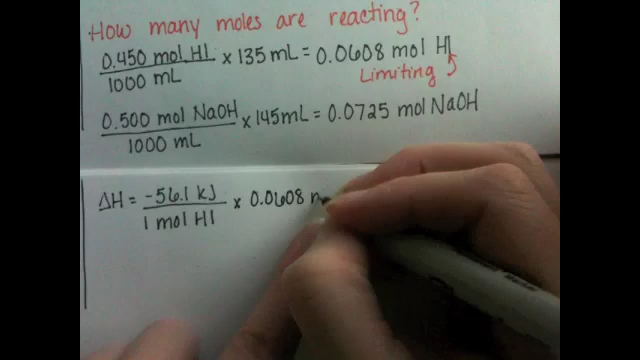 How many moles are reacting?
0.450 mol HI / 1000 mL × 135 mL = 0.0608 mol HI
Limiting
0.500 mol NaOH / 1000 mL × 145 mL = 0.0725 mol NaOH
ΔH = -56.1 kJ / 1 mol HI × 0.0608